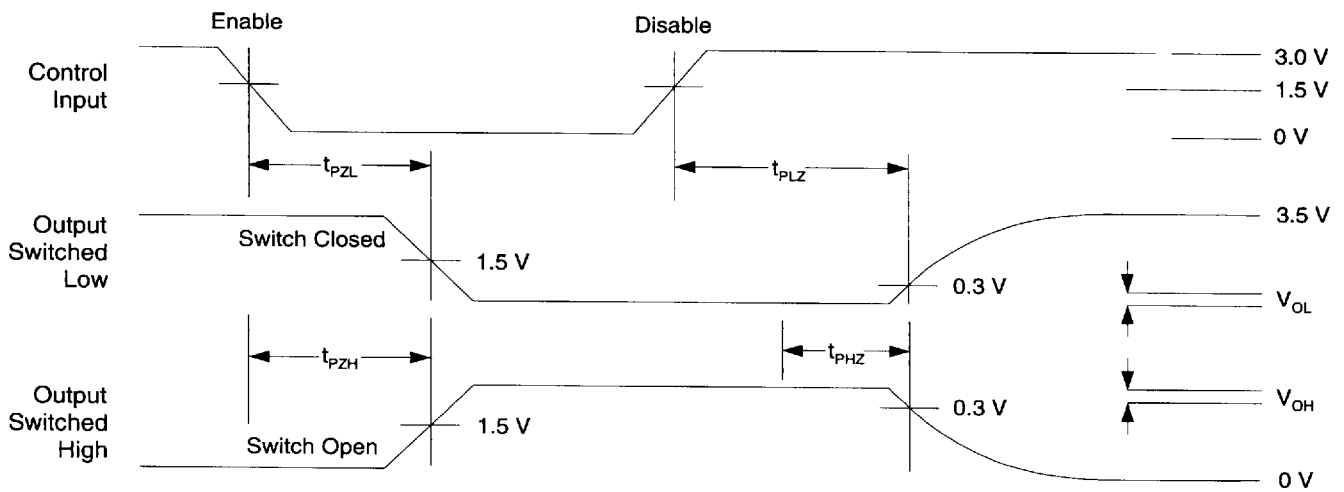 Enable
Disable
Control
Input
3.0 V
1.5 V
0 V
tPZL
tPLZ
Output
Switched
Low
Switch Closed
1.5 V
0.3 V
3.5 V
VOL
tPZH
tPHZ
Output
Switched
High
Switch Open
1.5 V
0.3 V
VOH
0 V